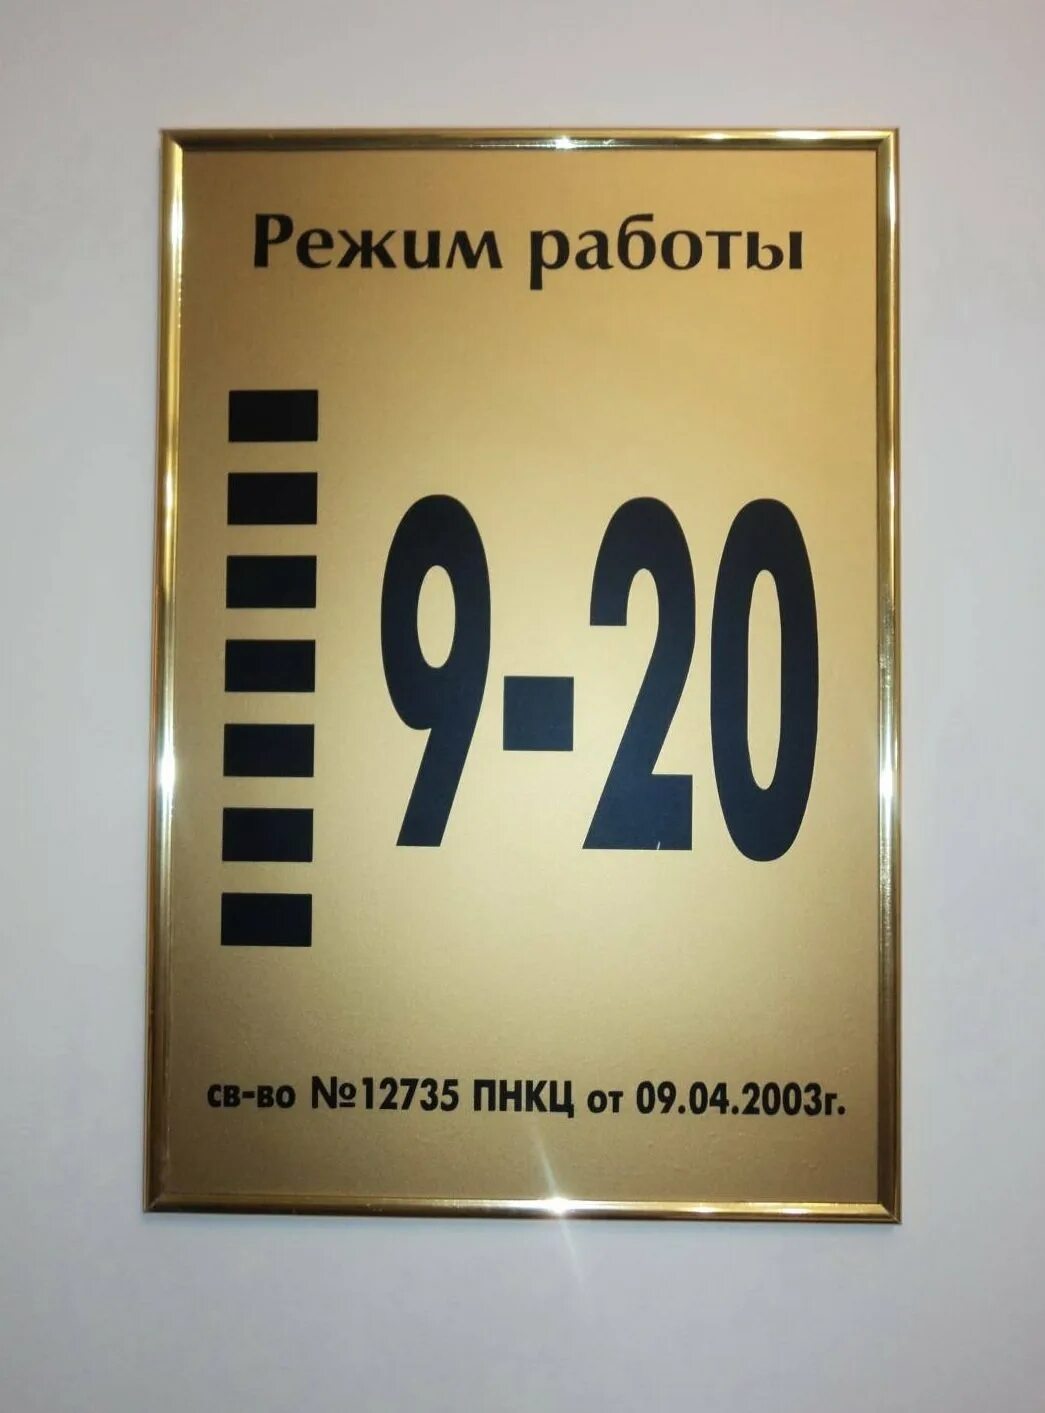 Режим работы
9-20
св-во №12735 ПНКЦ от 09.04.2003г.